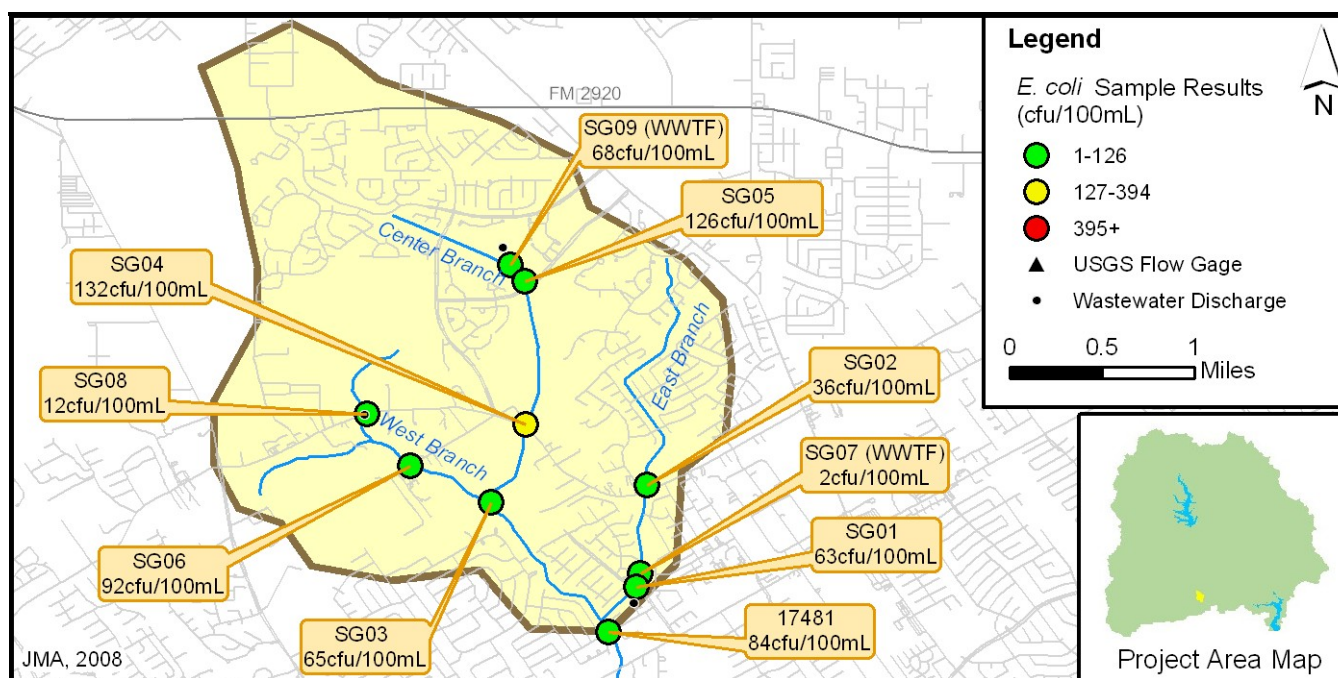 FM 2920
SG09 (WWTF)
68cfu/100mL
SG05
126cfu/100mL
Center Branch
SG04
132cfu/100mL
East Branch
SG02
36cfu/100mL
SG08
12cfu/100mL
West Branch
SG07 (WWTF)
2cfu/100mL
SG01
63cfu/100mL
SG06
92cfu/100mL
SG03
65cfu/100mL
17481
84cfu/100mL
JMA, 2008
Legend
N
E. coli Sample Results
(cfu/100mL)
1-126
127-394
395+
USGS Flow Gage
Wastewater Discharge
0 0.5 1
Miles
Project Area Map